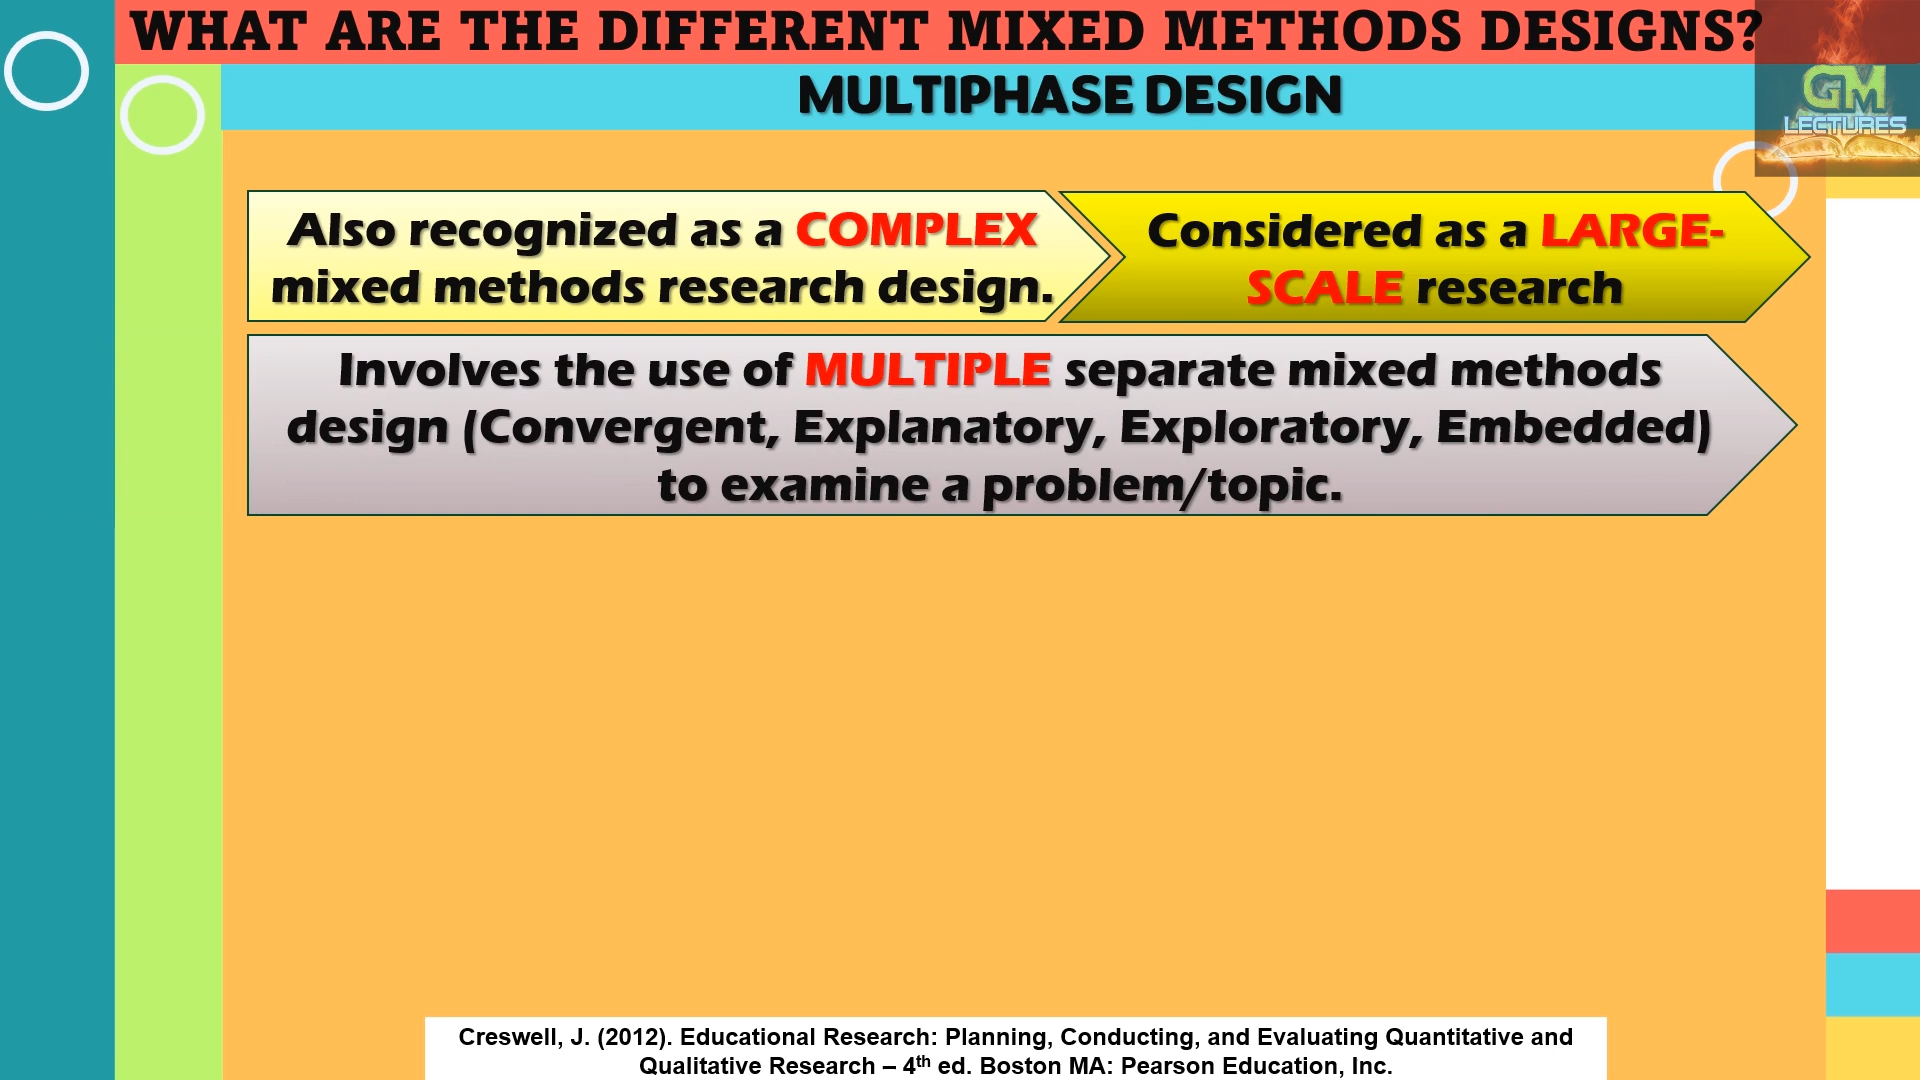 WHAT ARE THE DIFFERENT MIXED METHODS DESIGNS?
MULTIPHASE DESIGN
GM
LECTURES
Also recognized as a COMPLEX
mixed methods research design.
Considered as a LARGE-
SCALE research
Involves the use of MULTIPLE separate mixed methods
design (Convergent, Explanatory, Exploratory, Embedded)
to examine a problem/topic.
Creswell, J. (2012). Educational Research: Planning, Conducting, and Evaluating Quantitative and
Qualitative Research – 4th ed. Boston MA: Pearson Education, Inc.